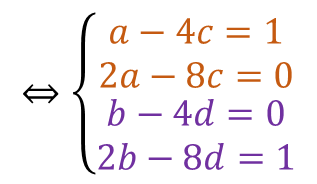 a − 4c = 1
⇔ { 2a − 8c = 0
b − 4d = 0
2b − 8d = 1